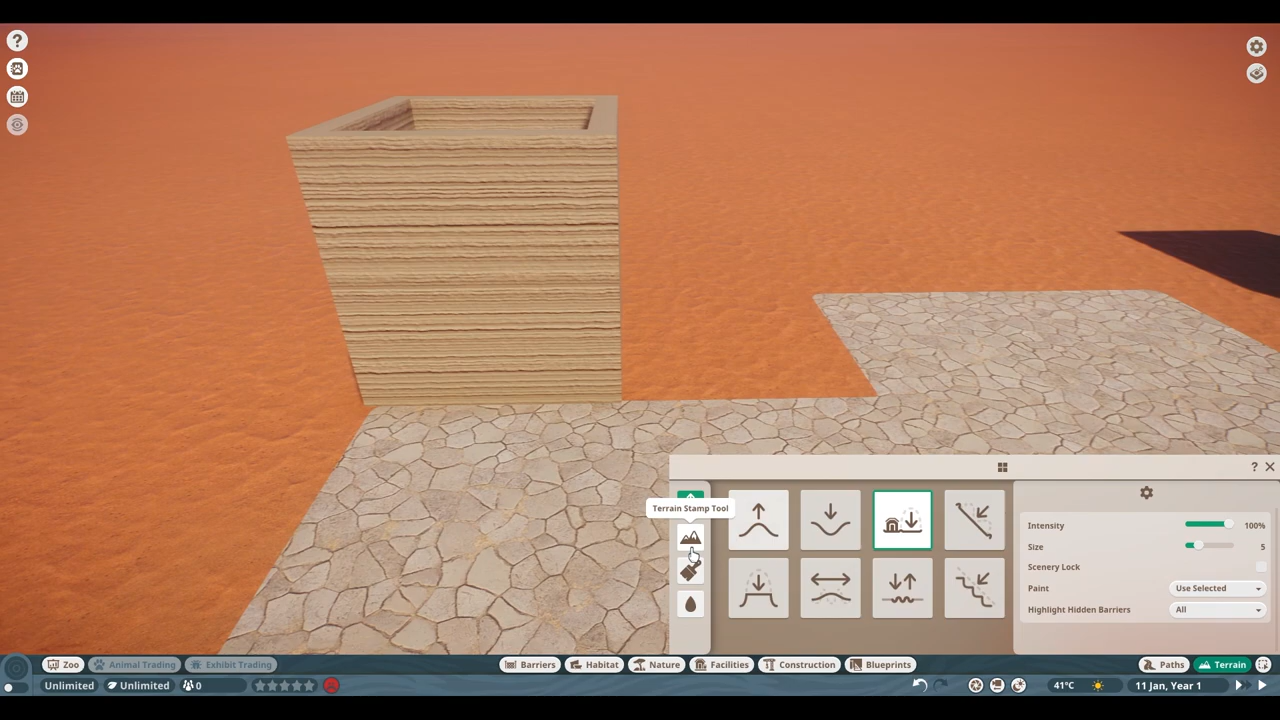 ?
Terrain Stamp Tool
?
Intensity 100%
Size 5
Scenery Lock
Paint Use Selected
Highlight Hidden Barriers All
Zoo Animal Trading Exhibit Trading Barriers Habitat Nature Facilities Construction Blueprints Paths Terrain
Unlimited Unlimited 0 41°C 11 Jan, Year 1